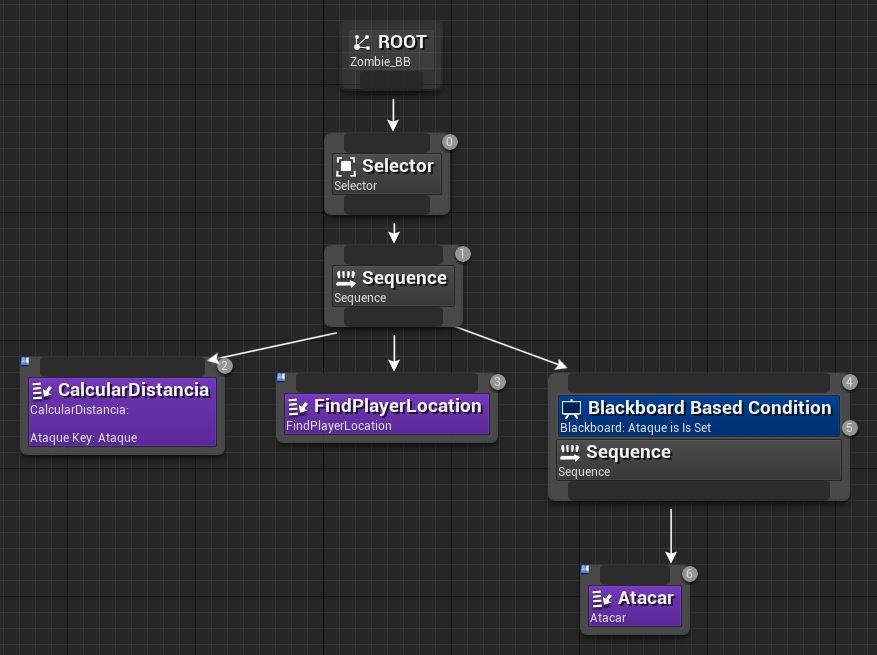 ROOT
Zombie_BB
0
Selector
Selector
1
Sequence
Sequence
2
CalcularDistancia
CalcularDistancia:
Ataque Key: Ataque
3
FindPlayerLocation
FindPlayerLocation
4
Blackboard Based Condition
Blackboard: Ataque is Is Set
5
Sequence
Sequence
6
Atacar
Atacar